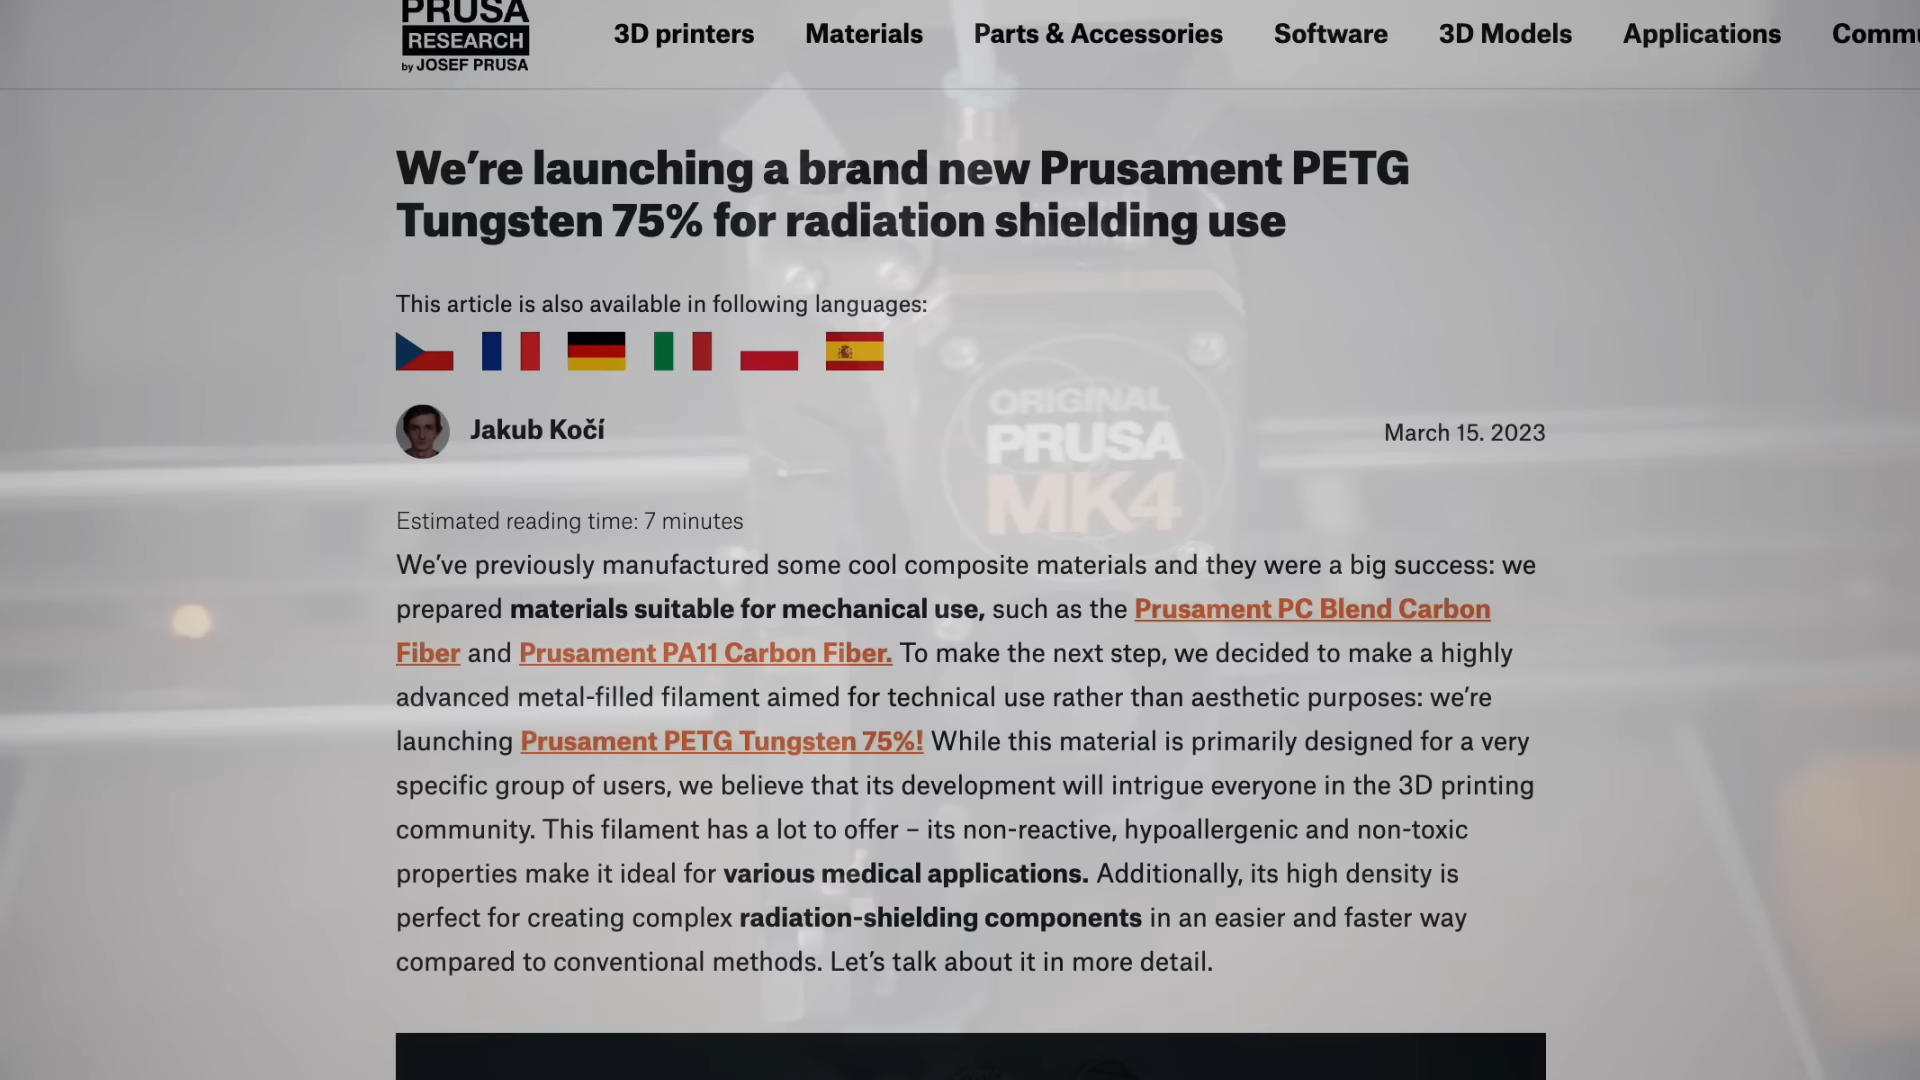 PRUSA
RESEARCH
by JOSEF PRUSA
3D printers
Materials
Parts & Accessories
Software
3D Models
Applications
We're launching a brand new Prusament PETG
Tungsten 75% for radiation shielding use
This article is also available in following languages:
Jakub Kočí
March 15. 2023
ORIGINAL
PRUSA
MK4
Estimated reading time: 7 minutes
We've previously manufactured some cool composite materials and they were a big success: we
prepared materials suitable for mechanical use, such as the Prusament PC Blend Carbon
Fiber and Prusament PA11 Carbon Fiber. To make the next step, we decided to make a highly
advanced metal-filled filament aimed for technical use rather than aesthetic purposes: we're
launching Prusament PETG Tungsten 75%! While this material is primarily designed for a very
specific group of users, we believe that its development will intrigue everyone in the 3D printing
community. This filament has a lot to offer – its non-reactive, hypoallergenic and non-toxic
properties make it ideal for various medical applications. Additionally, its high density is
perfect for creating complex radiation-shielding components in an easier and faster way
compared to conventional methods. Let's talk about it in more detail.